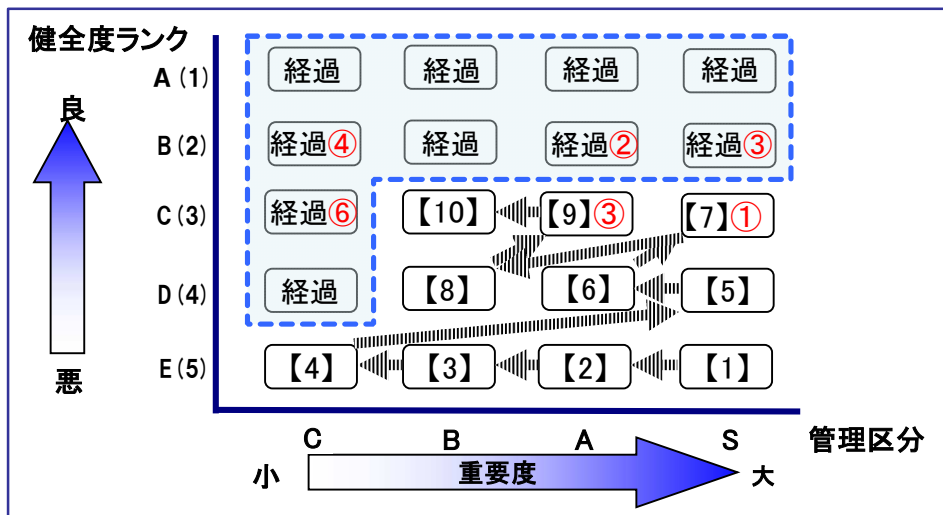 健全度ランク
良
悪
A(1) 経過 経過 経過 経過
B(2) 経過④ 経過 経過② 経過③
C(3) 経過⑥ 【10】 【9】③ 【7】①
D(4) 経過 【8】 【6】 【5】
E(5) 【4】 【3】 【2】 【1】
C B A S 管理区分
小 重要度 大